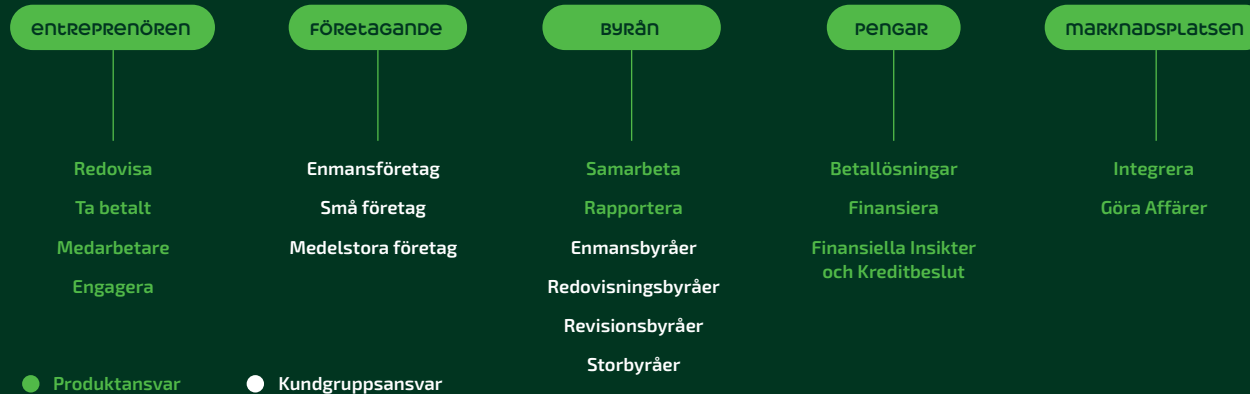 entreprenören
företagande
byrån
pengar
marknadsplatsen
Redovisa
Ta betalt
Medarbetare
Engagera
Enmansföretag
Små företag
Medelstora företag
Samarbeta
Rapportera
Enmansbyråer
Redovisningsbyråer
Revisionsbyråer
Storbyråer
Betallösningar
Finansiera
Finansiella Insikter
och Kreditbeslut
Integrera
Göra Affärer
Produktansvar
Kundgruppsansvar